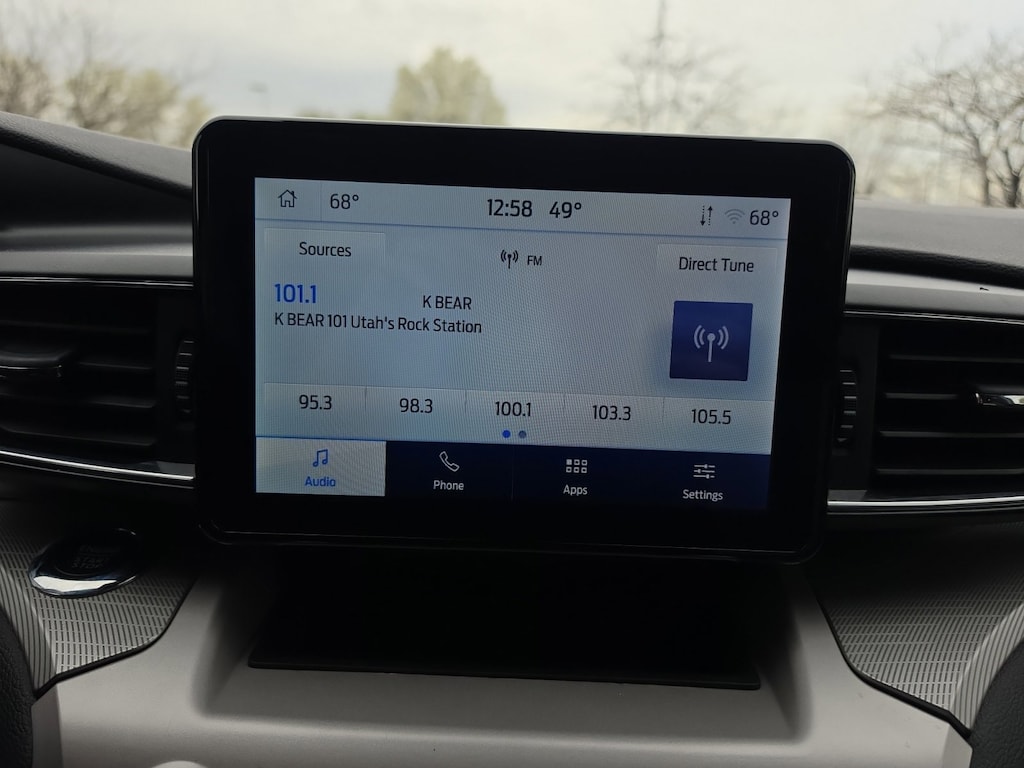 68° 12:58 49° 68°
Sources FM Direct Tune
101.1 K BEAR
K BEAR 101 Utah's Rock Station
95.3 98.3 100.1 103.3 105.5
Audio Phone Apps Settings